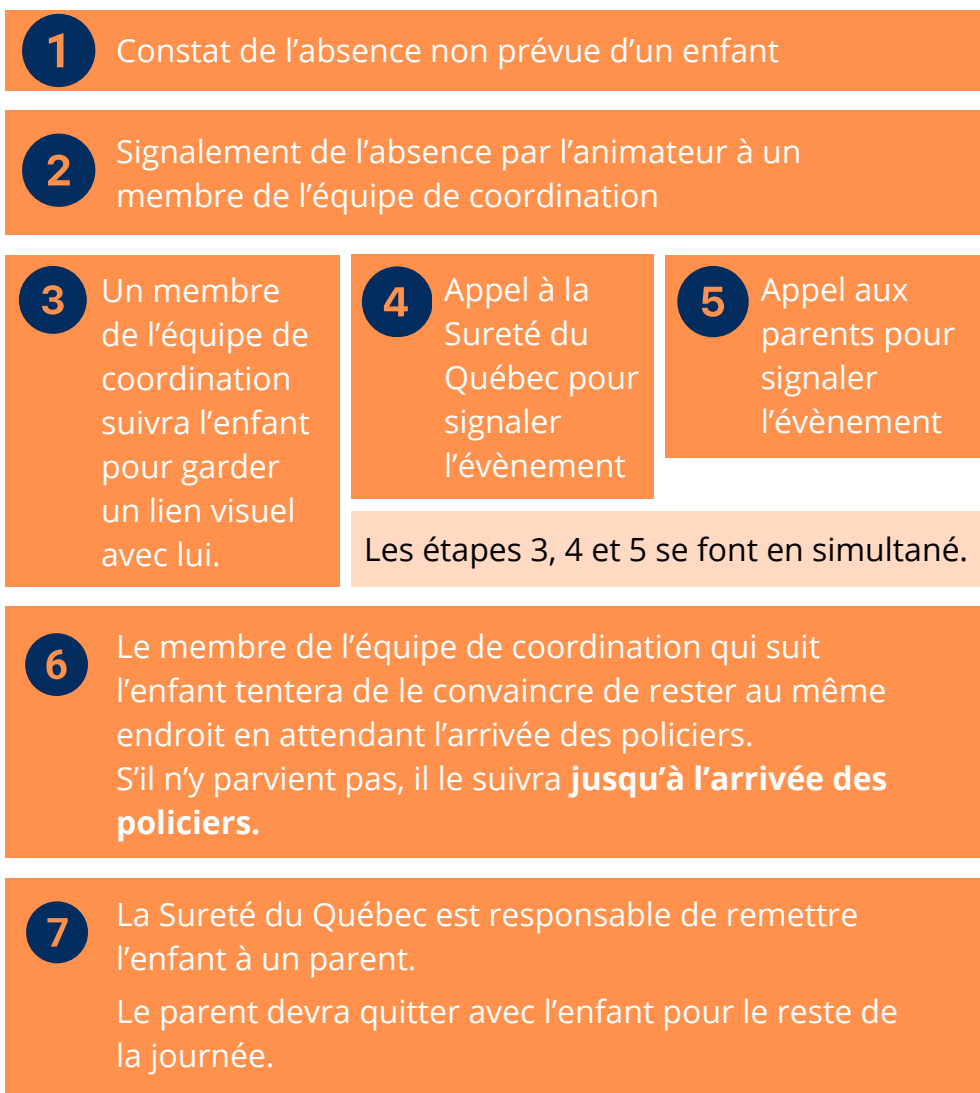 1
Constat de l’absence non prévue d’un enfant
2
Signalement de l’absence par l’animateur à un
membre de l’équipe de coordination
3
Un membre
de l’équipe de
coordination
suivra l’enfant
pour garder
un lien visuel
avec lui.
4
Appel à la
Sureté du
Québec pour
signaler
l’évènement
5
Appel aux
parents pour
signaler
l’évènement
Les étapes 3, 4 et 5 se font en simultané.
6
Le membre de l’équipe de coordination qui suit
l’enfant tentera de le convaincre de rester au même
endroit en attendant l’arrivée des policiers.
S’il n’y parvient pas, il le suivra jusqu’à l’arrivée des
policiers.
7
La Sureté du Québec est responsable de remettre
l’enfant à un parent.
Le parent devra quitter avec l’enfant pour le reste de
la journée.